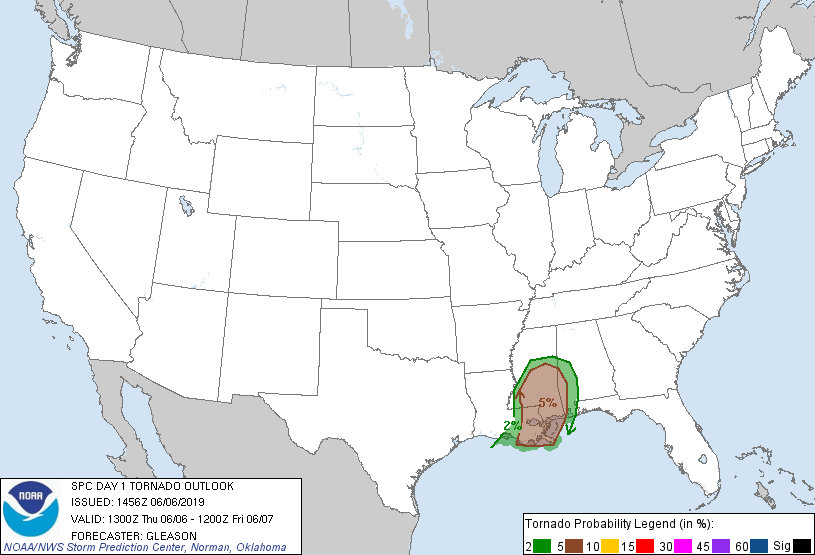 5%
2%
NOAA
SPC DAY 1 TORNADO OUTLOOK
ISSUED: 1456Z 06/06/2019
VALID: 1300Z Thu 06/06 - 1200Z Fri 06/07
FORECASTER: GLEASON
NOAA/NWS Storm Prediction Center, Norman, Oklahoma
Tornado Probability Legend (in %):
2 5 10 15 30 45 60 Sig